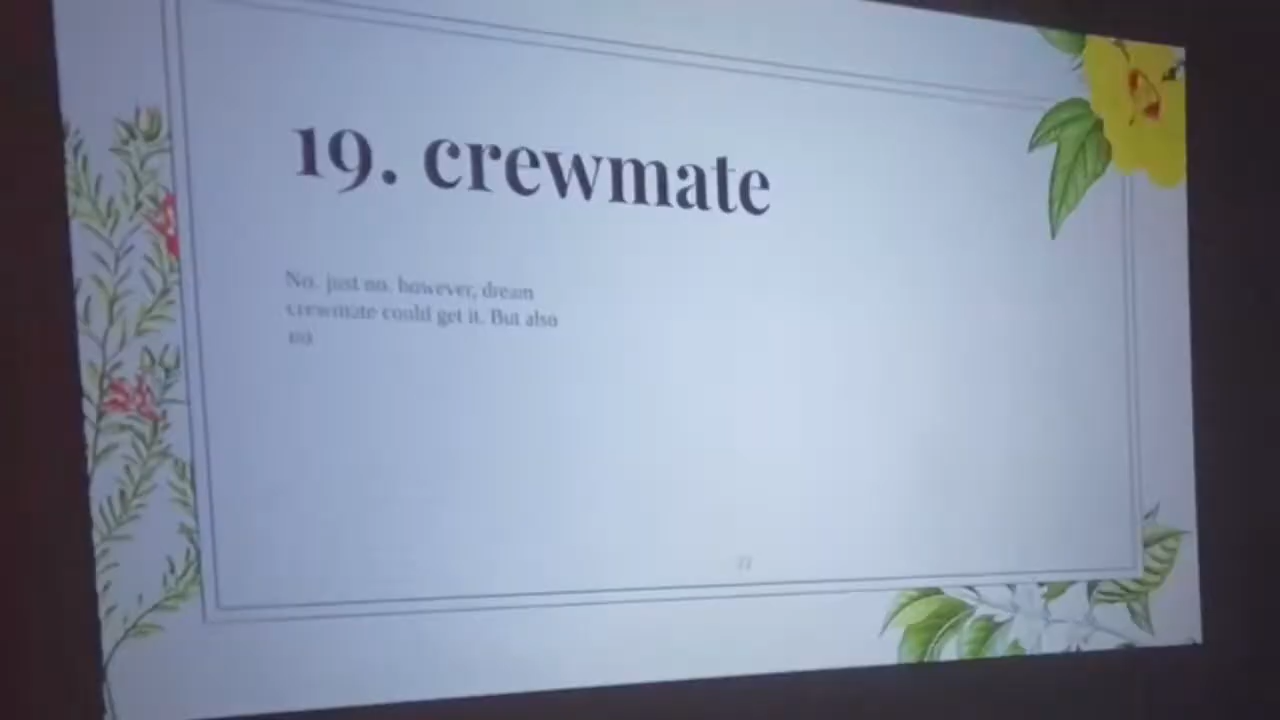 19. crewmate
No. just no. however, dream
crewmate could get it. But also
no